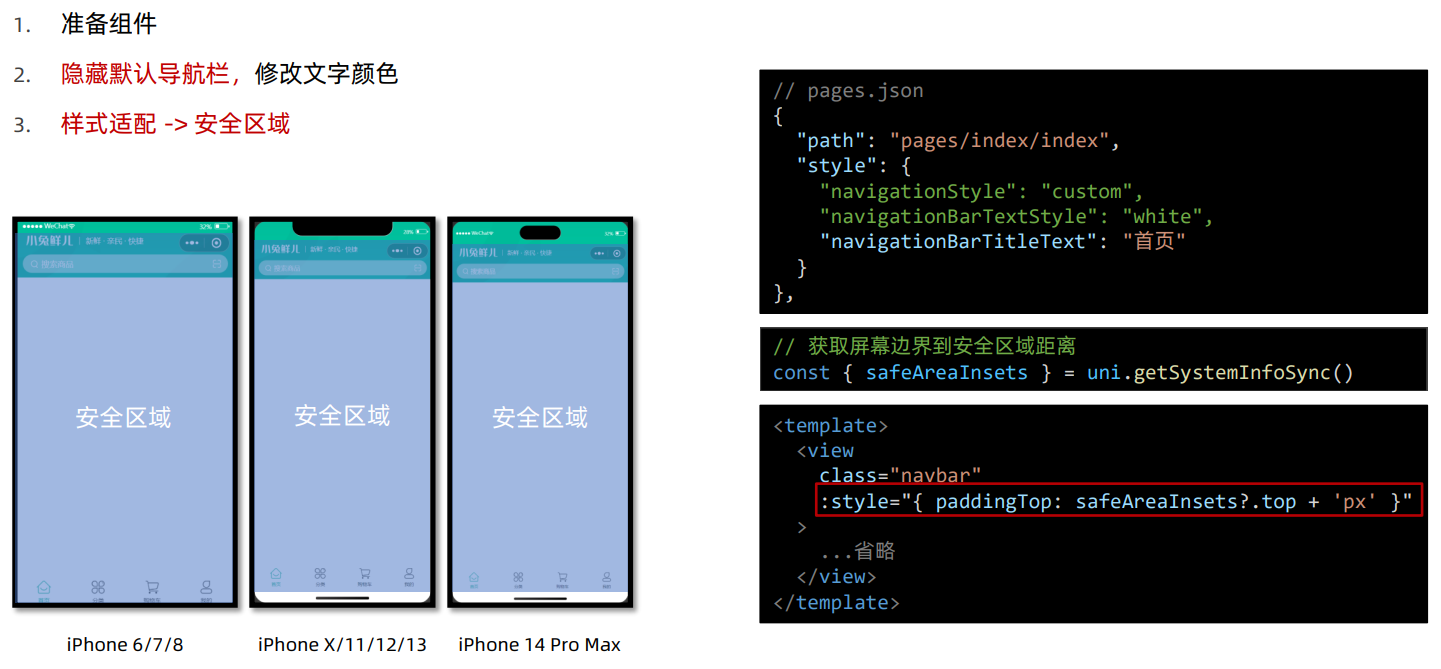 1. 准备组件
2. 隐藏默认导航栏，修改文字颜色
3. 样式适配 -> 安全区域
WeChat 32%
小兔鲜儿 新鲜·亲民·快捷
搜索商品
安全区域
首页 分类 购物车 我的
iPhone 6/7/8
小兔鲜儿 新鲜·亲民·快捷
搜索商品
安全区域
首页 分类 购物车 我的
iPhone X/11/12/13
WeChat
小兔鲜儿 新鲜·亲民·快捷
搜索商品
安全区域
首页 分类 购物车 我的
iPhone 14 Pro Max
// pages.json
{
"path": "pages/index/index",
"style": {
"navigationStyle": "custom",
"navigationBarTextStyle": "white",
"navigationBarTitleText": "首页"
}
},
// 获取屏幕边界到安全区域距离
const { safeAreaInsets } = uni.getSystemInfoSync()
<template>
<view
class="navbar"
:style="{ paddingTop: safeAreaInsets?.top + 'px' }"
>
...省略
</view>
</template>